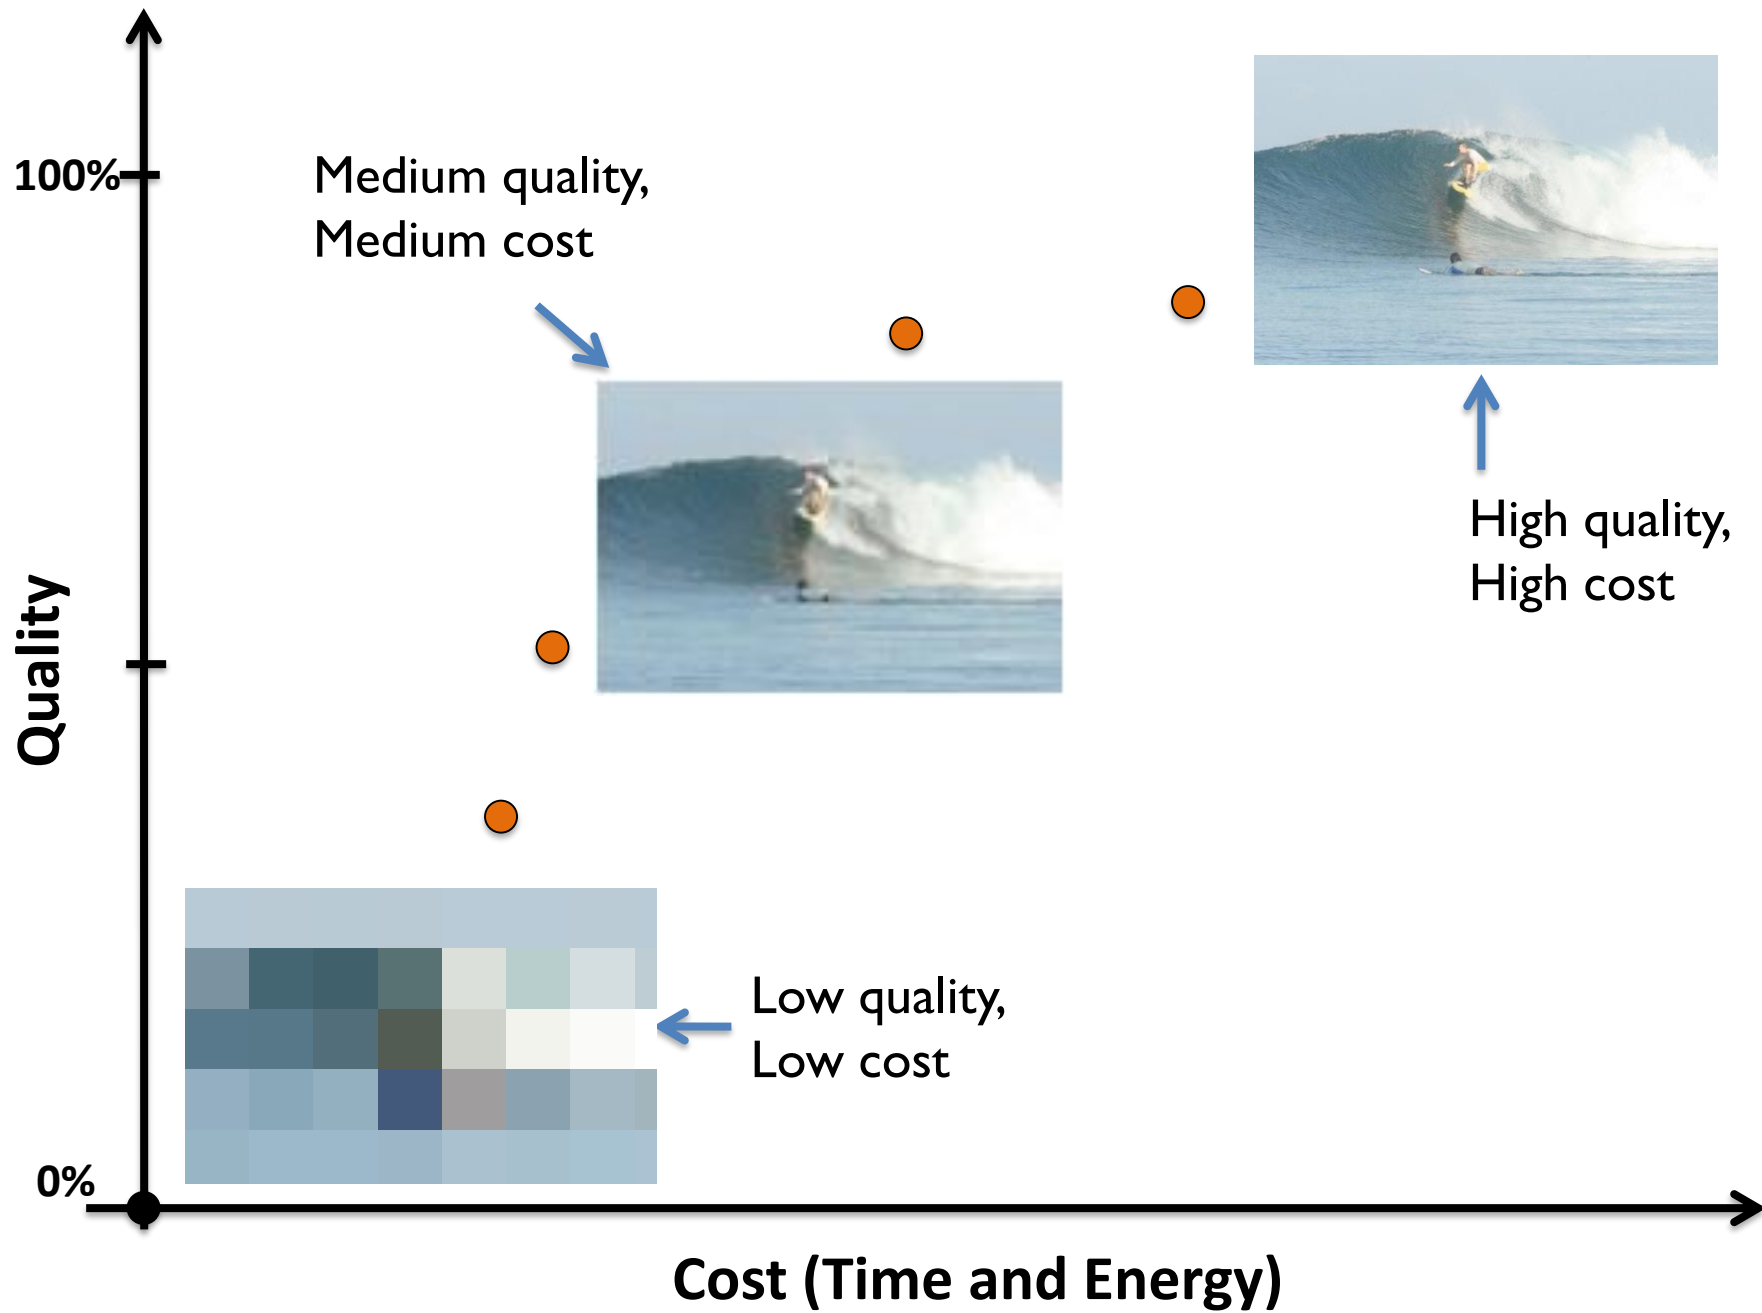 100%
Medium quality,
Medium cost
High quality,
High cost
Quality
Low quality,
Low cost
0%
Cost (Time and Energy)